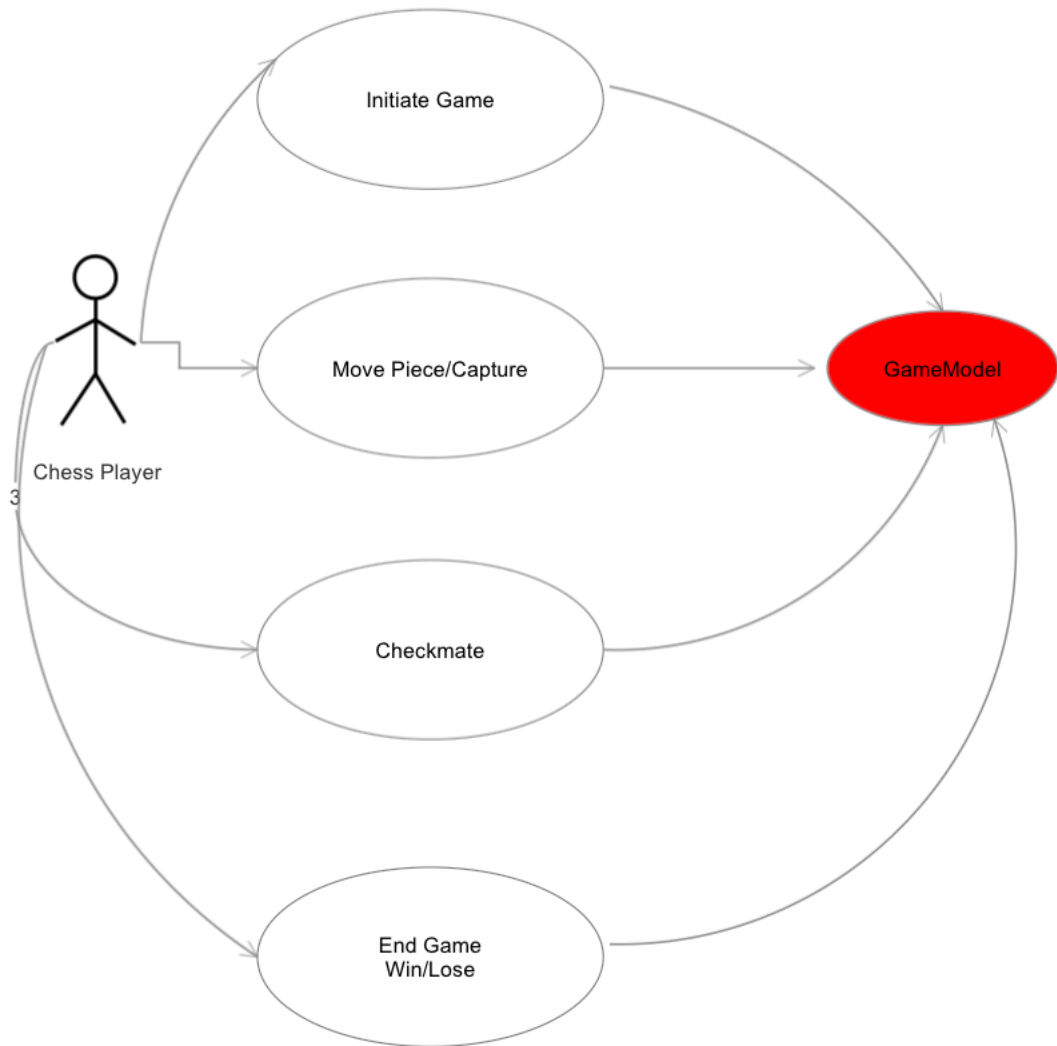 Initiate Game
Move Piece/Capture
GameModel
Chess Player
3
Checkmate
End Game
Win/Lose